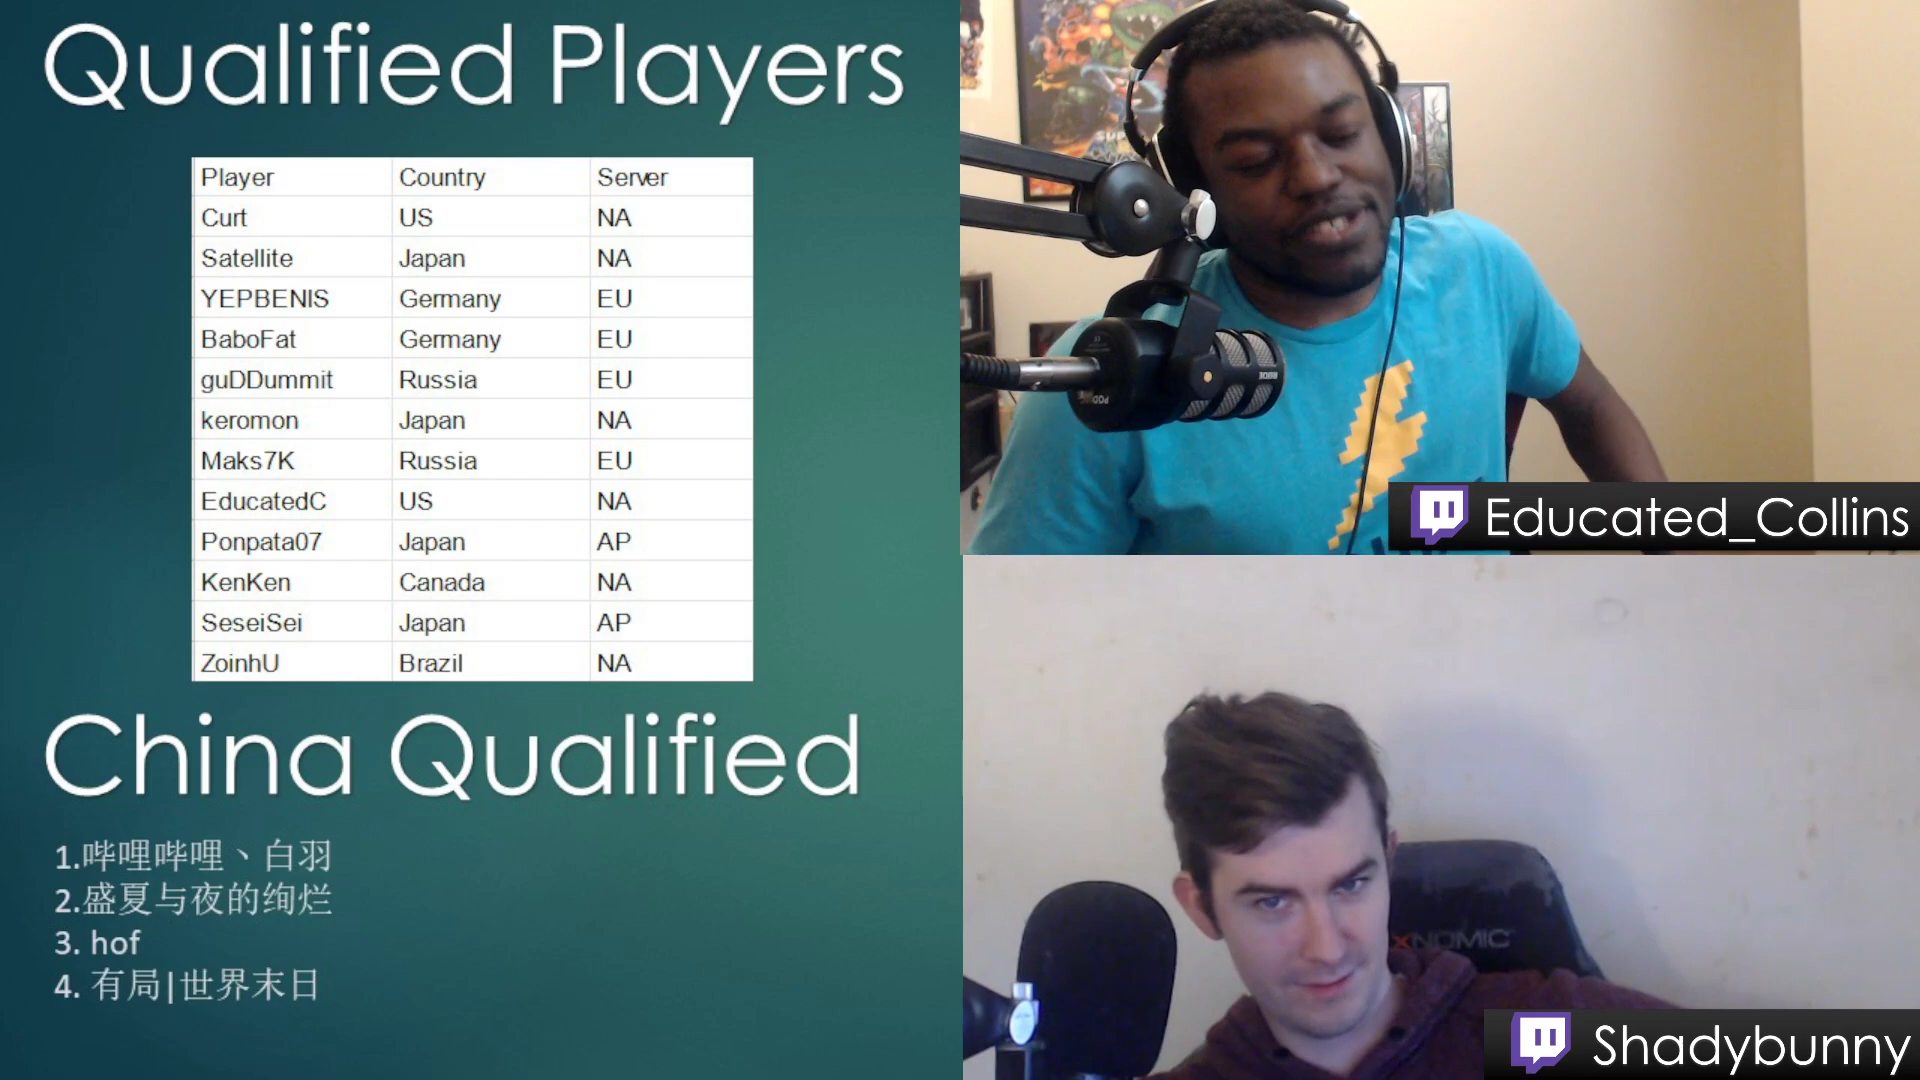 Qualified Players
Player Country Server
Curt US NA
Satellite Japan NA
YEPBENIS Germany EU
BaboFat Germany EU
guDDummit Russia EU
keromon Japan NA
Maks7K Russia EU
EducatedC US NA
Ponpata07 Japan AP
KenKen Canada NA
SeseiSei Japan AP
ZoinhU Brazil NA
China Qualified
1.哔哩哔哩丶白羽
2.盛夏与夜的绚烂
3. hof
4. 有局|世界末日
Educated_Collins
XNOMIC
Shadybunny